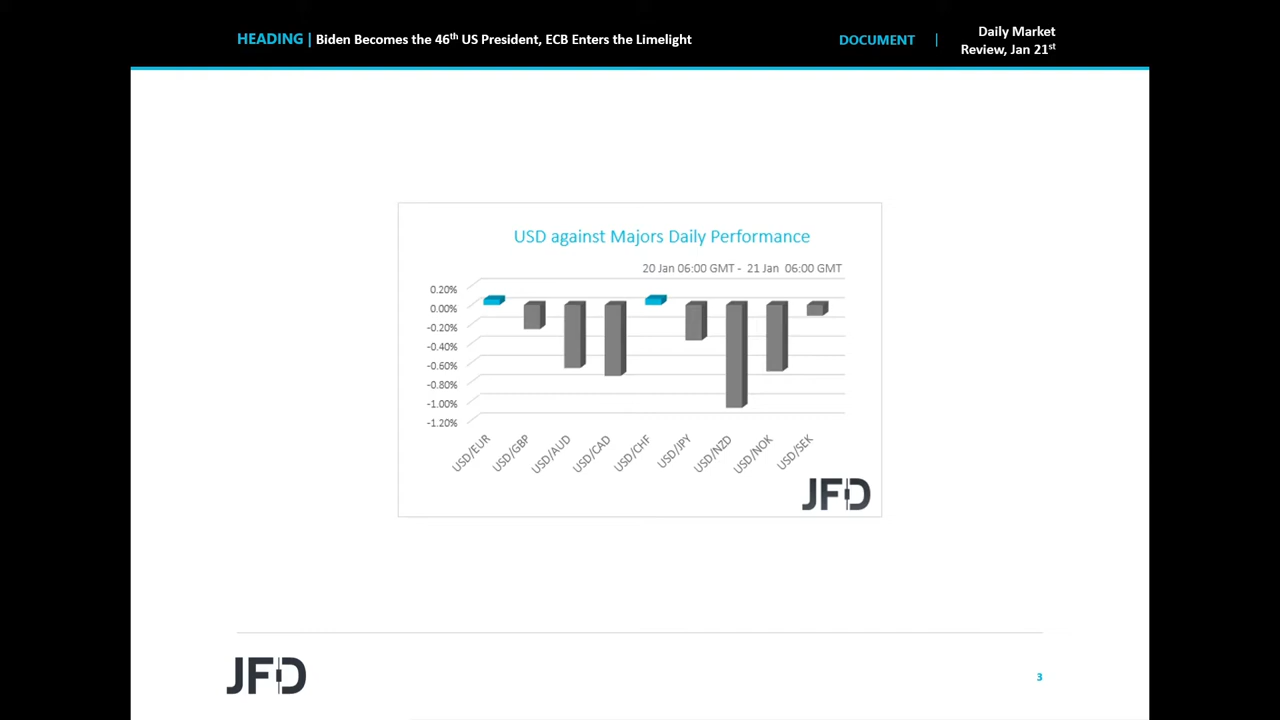 HEADING | Biden Becomes the 46th US President, ECB Enters the Limelight
DOCUMENT | Daily Market
Review, Jan 21st
USD against Majors Daily Performance
20 Jan 06:00 GMT - 21 Jan 06:00 GMT
0.20%
0.00%
-0.20%
-0.40%
-0.60%
-0.80%
-1.00%
-1.20%
USD/EUR
USD/GBP
USD/AUD
USD/CAD
USD/CHF
USD/JPY
USD/NZD
USD/NOK
USD/SEK
JFD
JFD
3